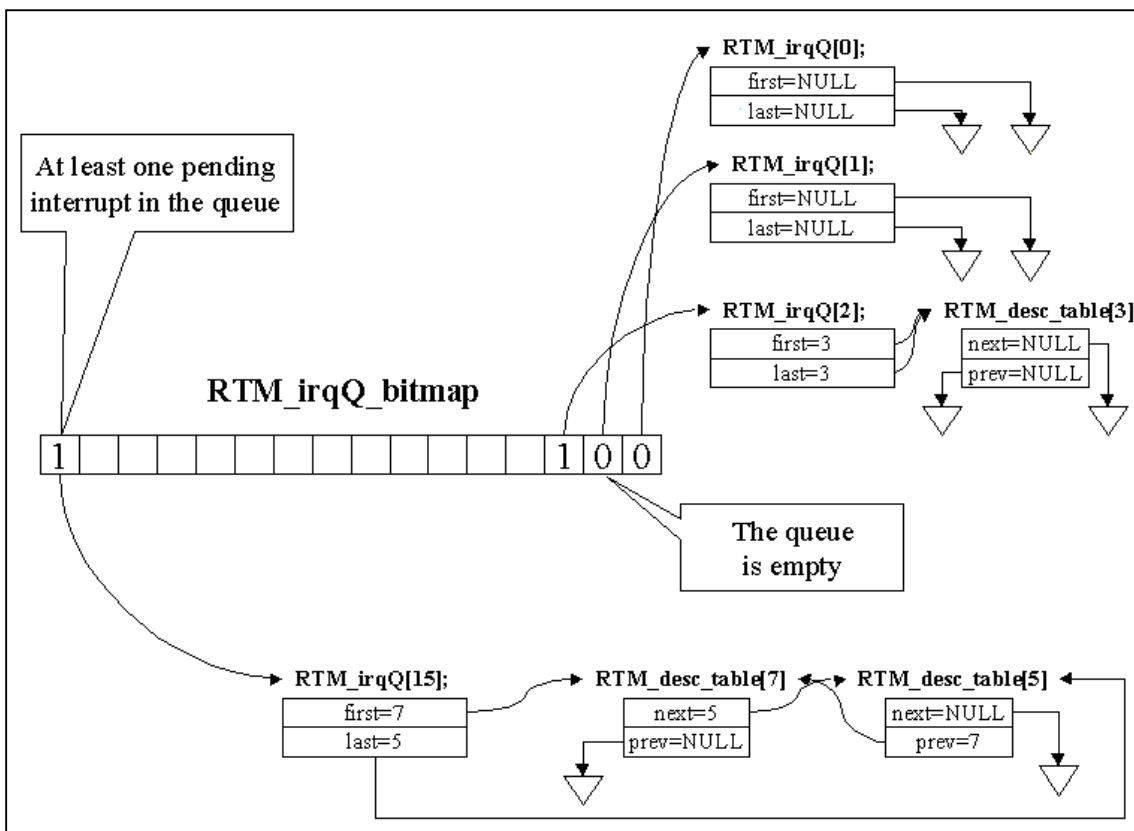 RTM_irqQ[0];
first=NULL
last=NULL
At least one pending
interrupt in the queue
RTM_irqQ[1];
first=NULL
last=NULL
RTM_irqQ[2];
first=3
last=3
RTM_desc_table[3]
next=NULL
prev=NULL
RTM_irqQ_bitmap
1 1 0 0
The queue
is empty
RTM_irqQ[15];
first=7
last=5
RTM_desc_table[7]
next=5
prev=NULL
RTM_desc_table[5]
next=NULL
prev=7